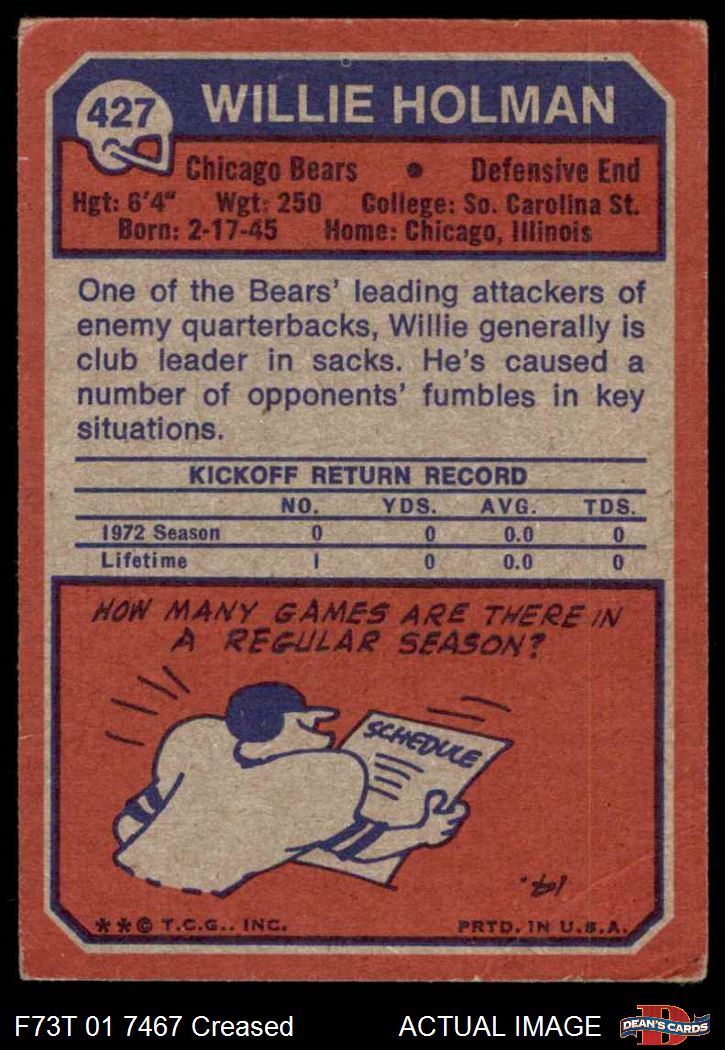 427
WILLIE HOLMAN
Chicago Bears • Defensive End
Hgt: 6'4" Wgt: 250 College: So. Carolina St.
Born: 2-17-45 Home: Chicago, Illinois
One of the Bears' leading attackers of
enemy quarterbacks, Willie generally is
club leader in sacks. He's caused a
number of opponents' fumbles in key
situations.
KICKOFF RETURN RECORD
NO. YDS. AVG. TDS.
1972 Season 0 0 0.0 0
Lifetime 1 0 0.0 0
HOW MANY GAMES ARE THERE IN
A REGULAR SEASON?
SCHEDULE
14.
**© T.C.G., INC. PRTD. IN U.S.A.
F73T 01 7467 Creased ACTUAL IMAGE
D
DEAN'S CARDS